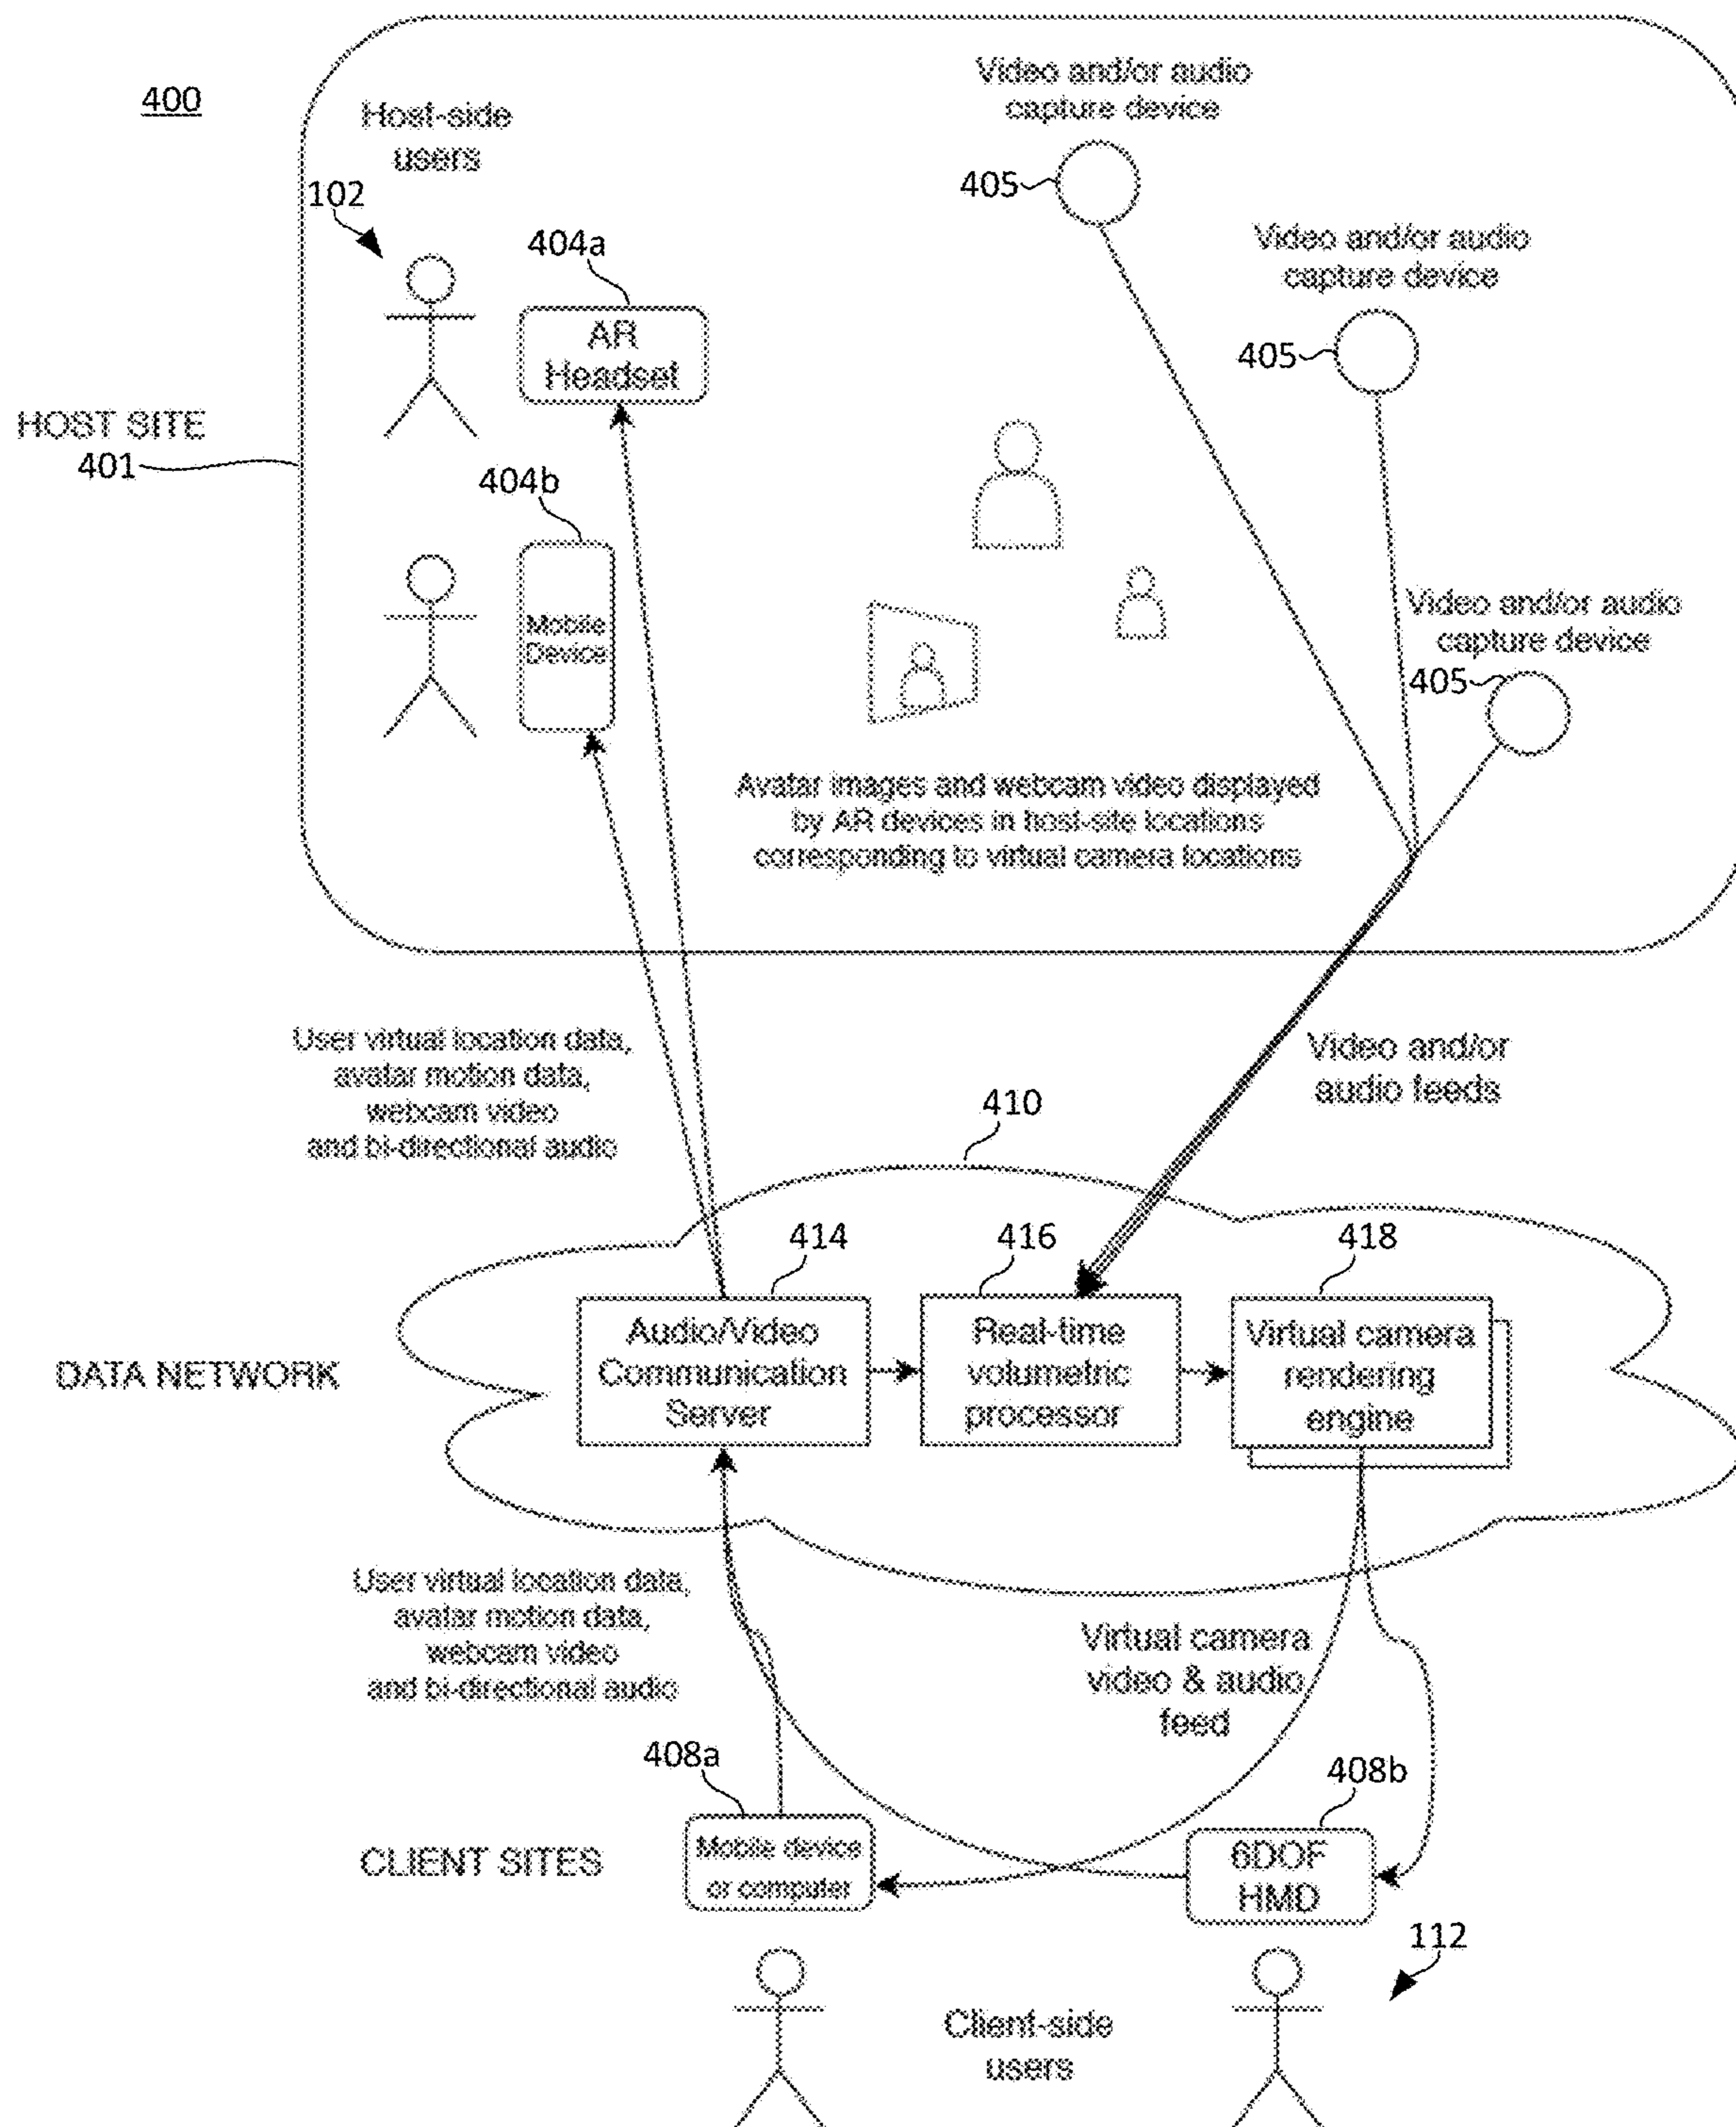 400
Host-side
users
102
404a
AR
Headset
HOST SITE
401
404b
Mobile
Device
Video and/or audio
capture device
405
Video and/or audio
capture device
405
Video and/or audio
capture device
405
Avatar images and webcam video displayed
by AR devices in host-site locations
corresponding to virtual camera locations
User virtual location data,
avatar motion data,
webcam video
and bi-directional audio
Video and/or
audio feeds
410
414
416
418
DATA NETWORK
Audio/Video
Communication
Server
Real-time
volumetric
processor
Virtual camera
rendering
engine
User virtual location data,
avatar motion data,
webcam video
and bi-directional audio
Virtual camera
video & audio
feed
408a
408b
CLIENT SITES
Mobile device
or computer
6DOF
HMD
112
Client-side
users